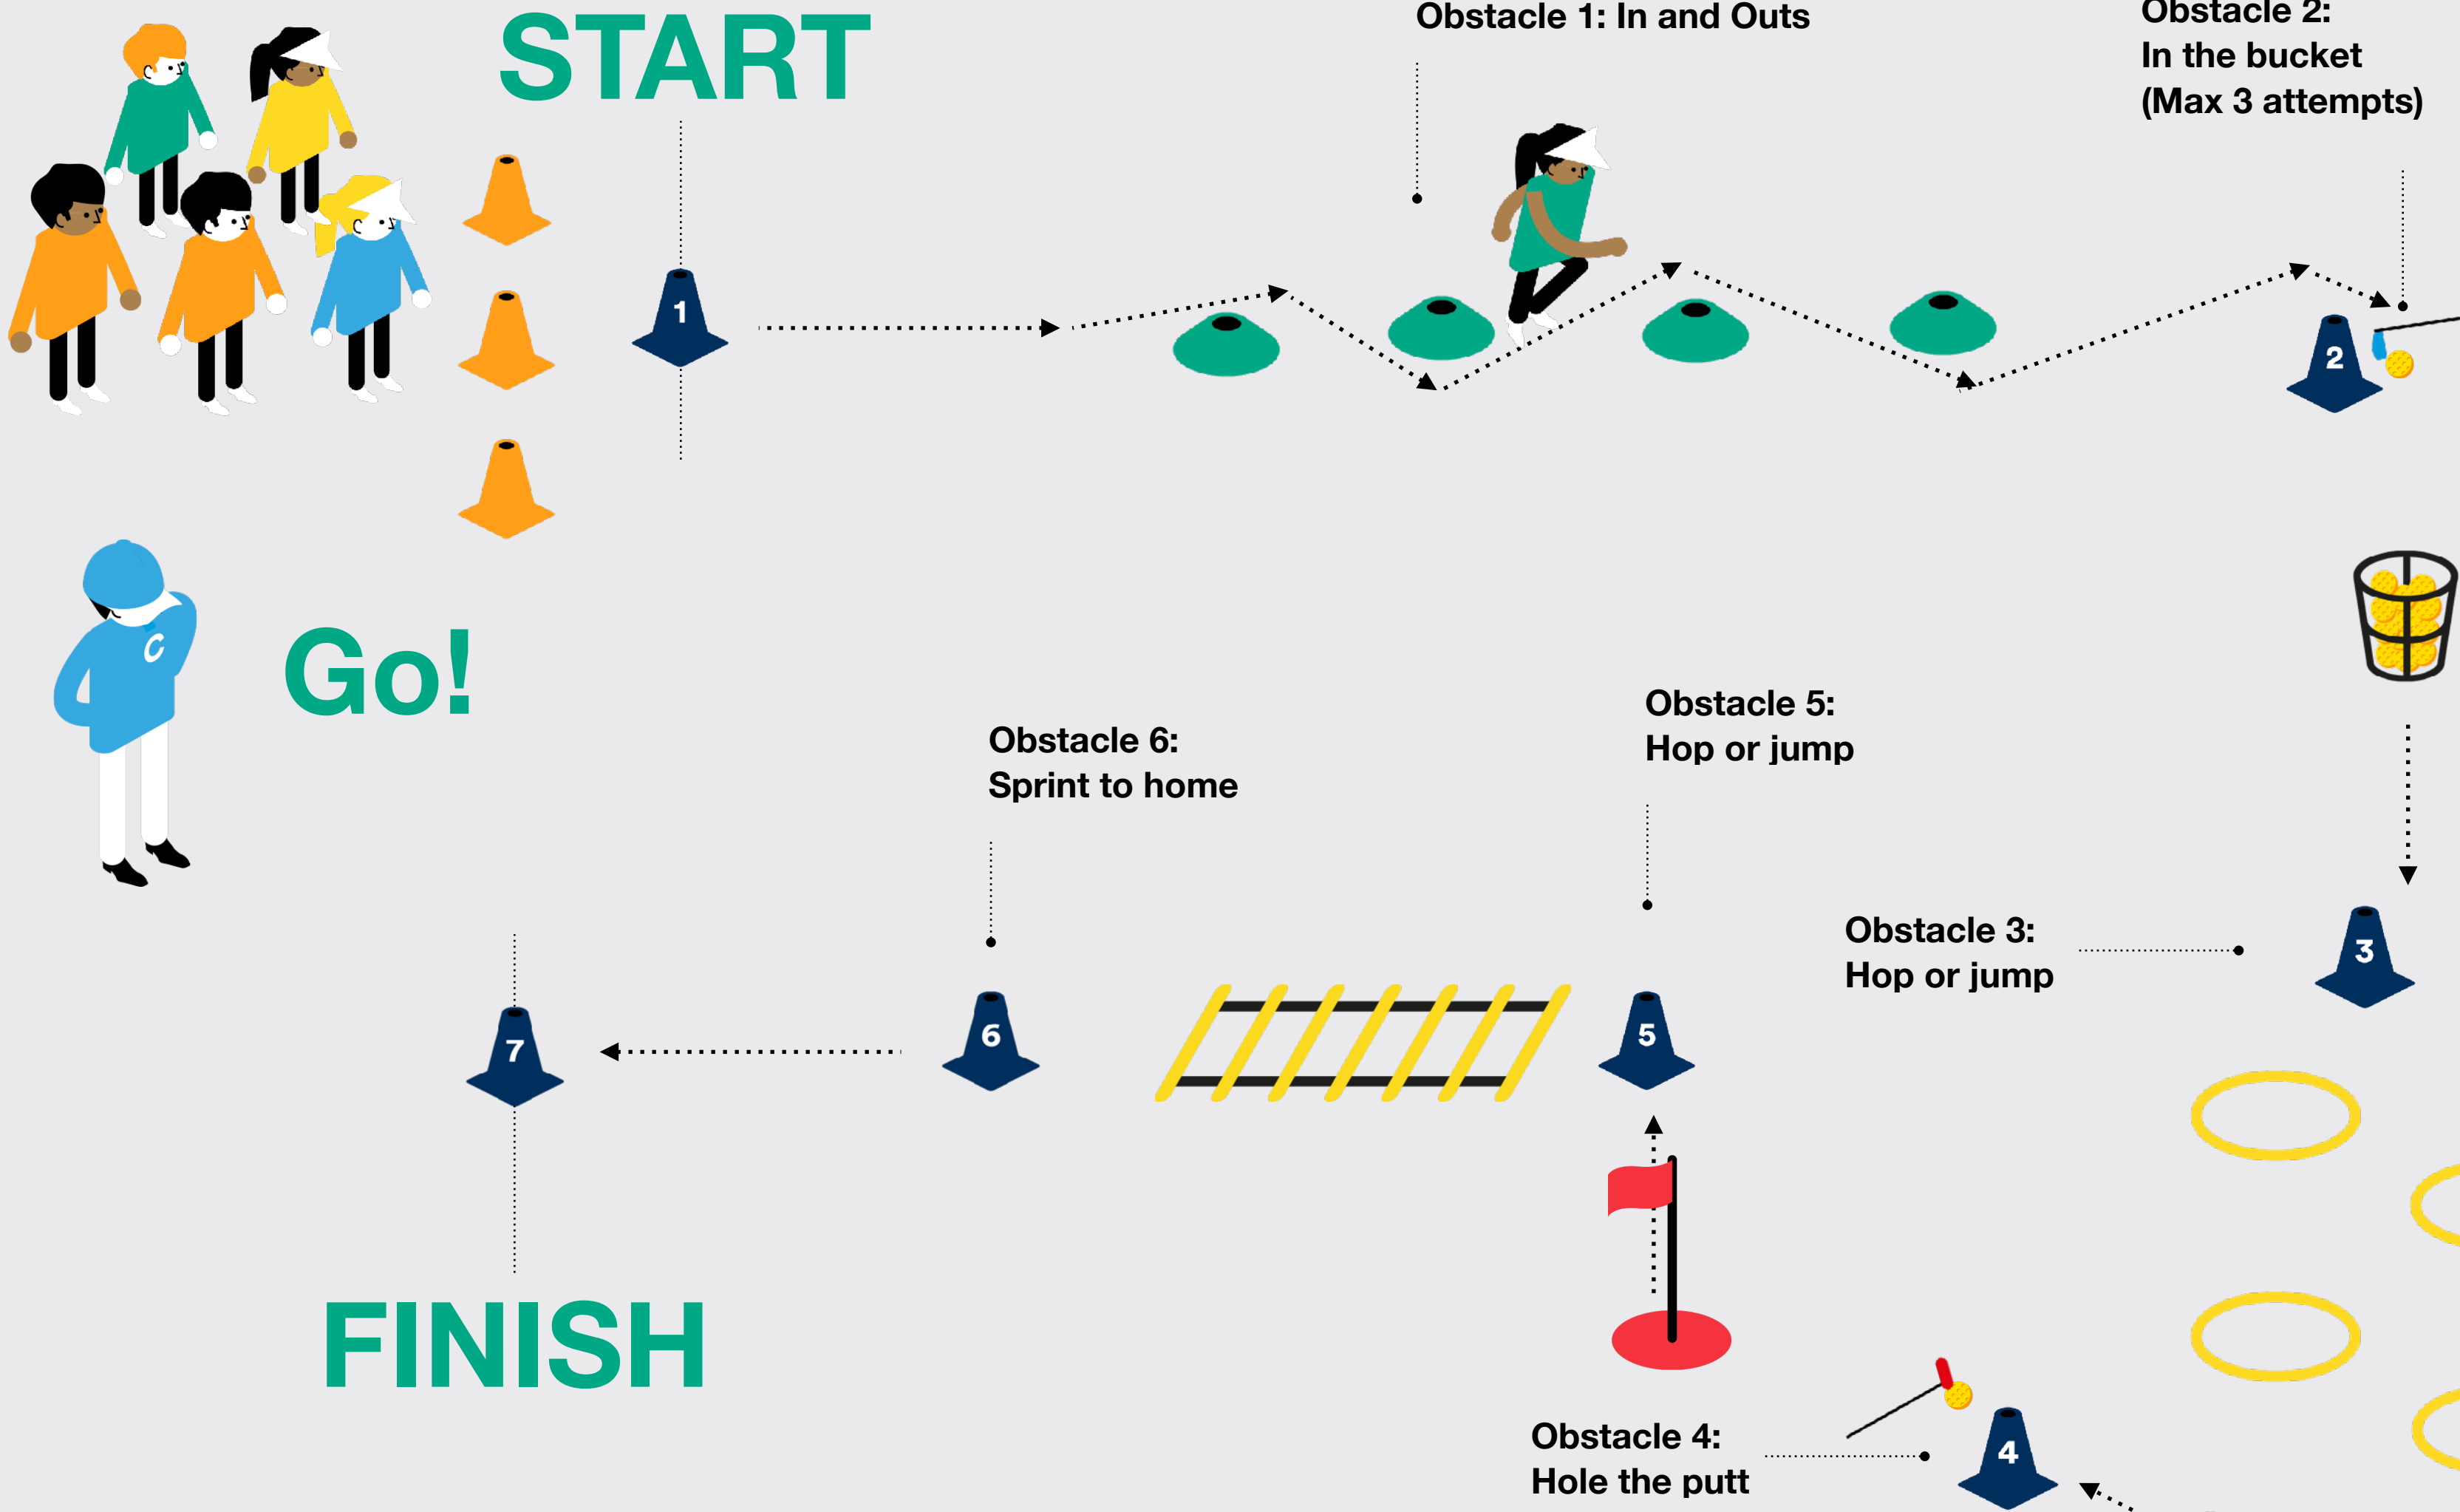 START
Obstacle 1: In and Outs
Obstacle 2:
In the bucket
(Max 3 attempts)
1
2
C
Go!
Obstacle 5:
Hop or jump
Obstacle 6:
Sprint to home
Obstacle 3:
Hop or jump
3
5
6
7
FINISH
Obstacle 4:
Hole the putt
4